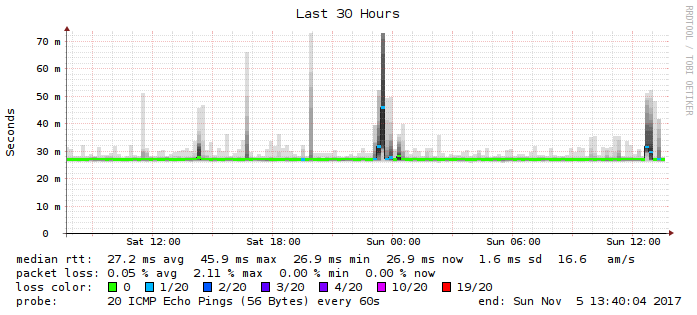 Last 30 Hours
RRDTOOL / TOBI OETIKER
Seconds
70 m
60 m
50 m
40 m
30 m
20 m
10 m
0
Sat 12:00 Sat 18:00 Sun 00:00 Sun 06:00 Sun 12:00
median rtt: 27.2 ms avg 45.9 ms max 26.9 ms min 26.9 ms now 1.6 ms sd 16.6 am/s
packet loss: 0.05 % avg 2.11 % max 0.00 % min 0.00 % now
loss color: 0 1/20 2/20 3/20 4/20 10/20 19/20
probe: 20 ICMP Echo Pings (56 Bytes) every 60s end: Sun Nov 5 13:40:04 2017